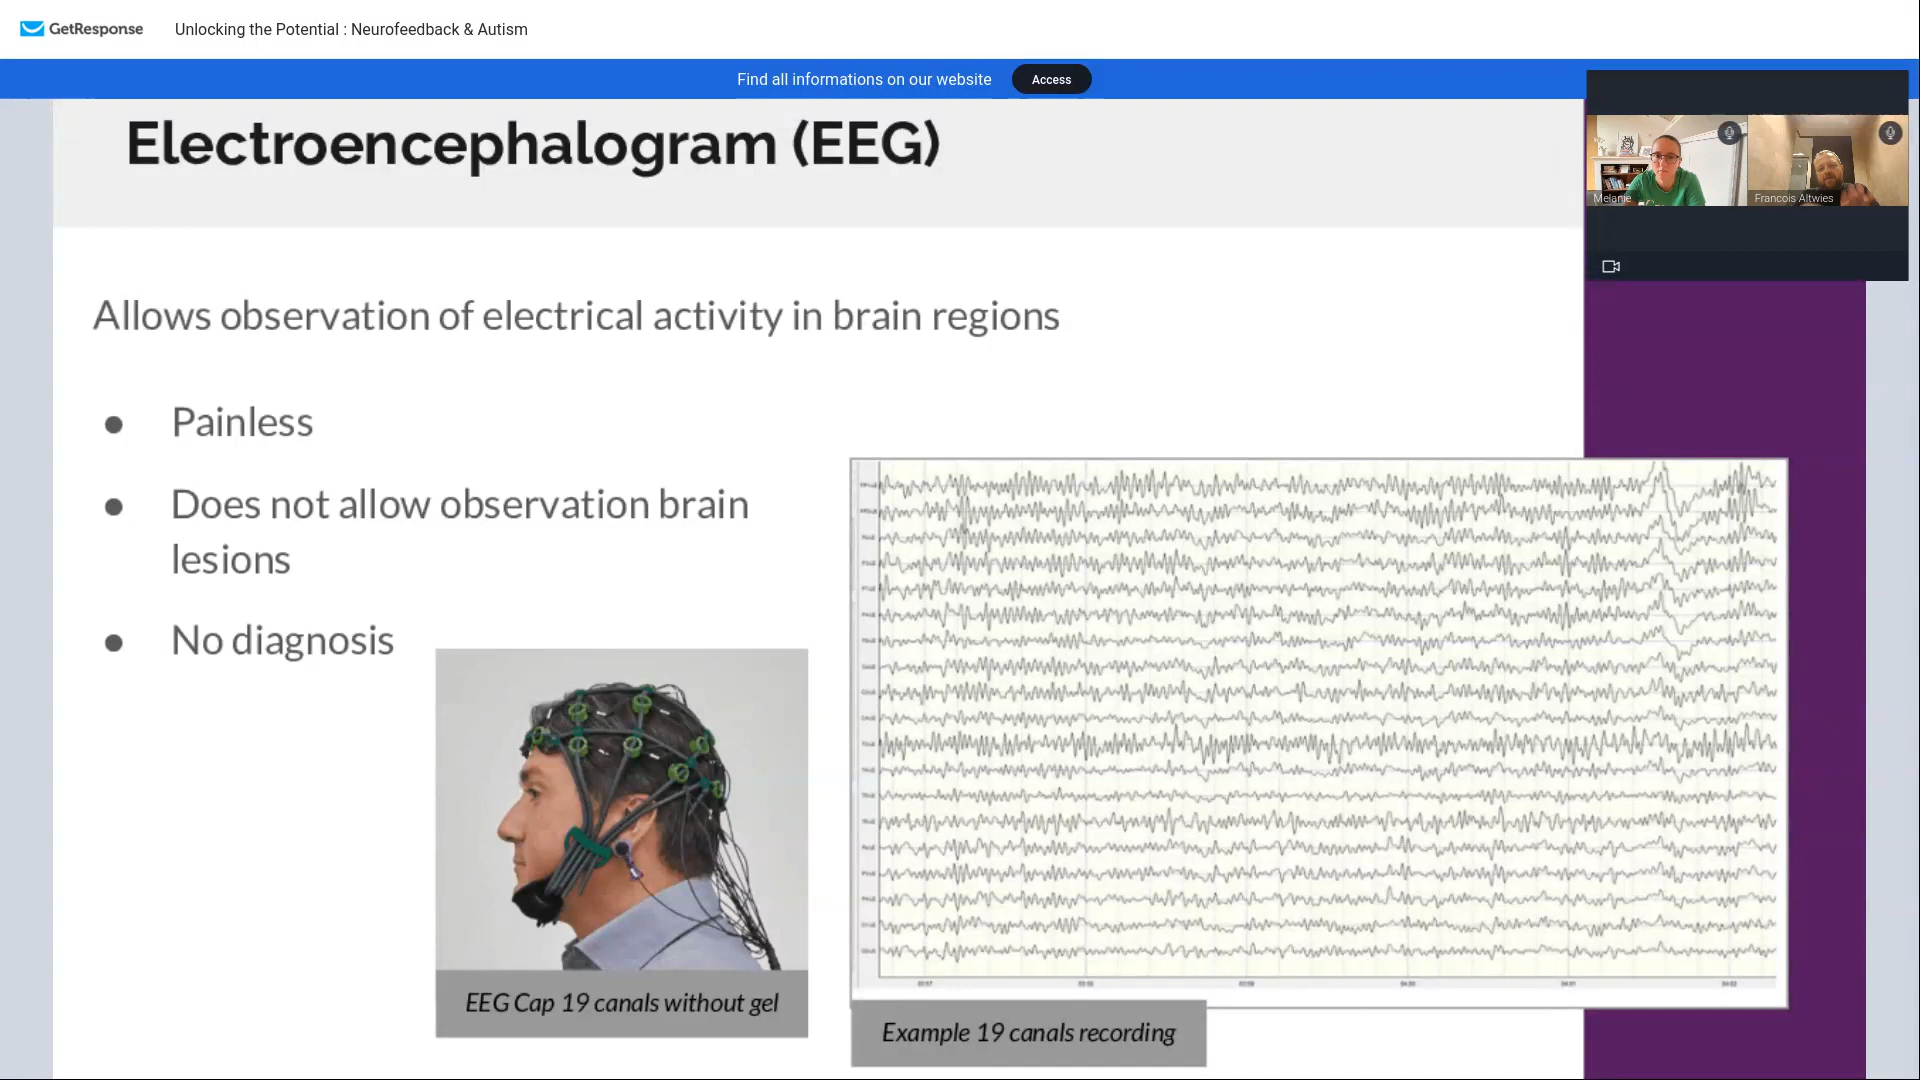 GetResponse
Unlocking the Potential : Neurofeedback & Autism
Find all informations on our website
Access
Electroencephalogram (EEG)
Melanie
Francois Altwies
Allows observation of electrical activity in brain regions
● Painless
● Does not allow observation brain
lesions
● No diagnosis
EEG Cap 19 canals without gel
Example 19 canals recording